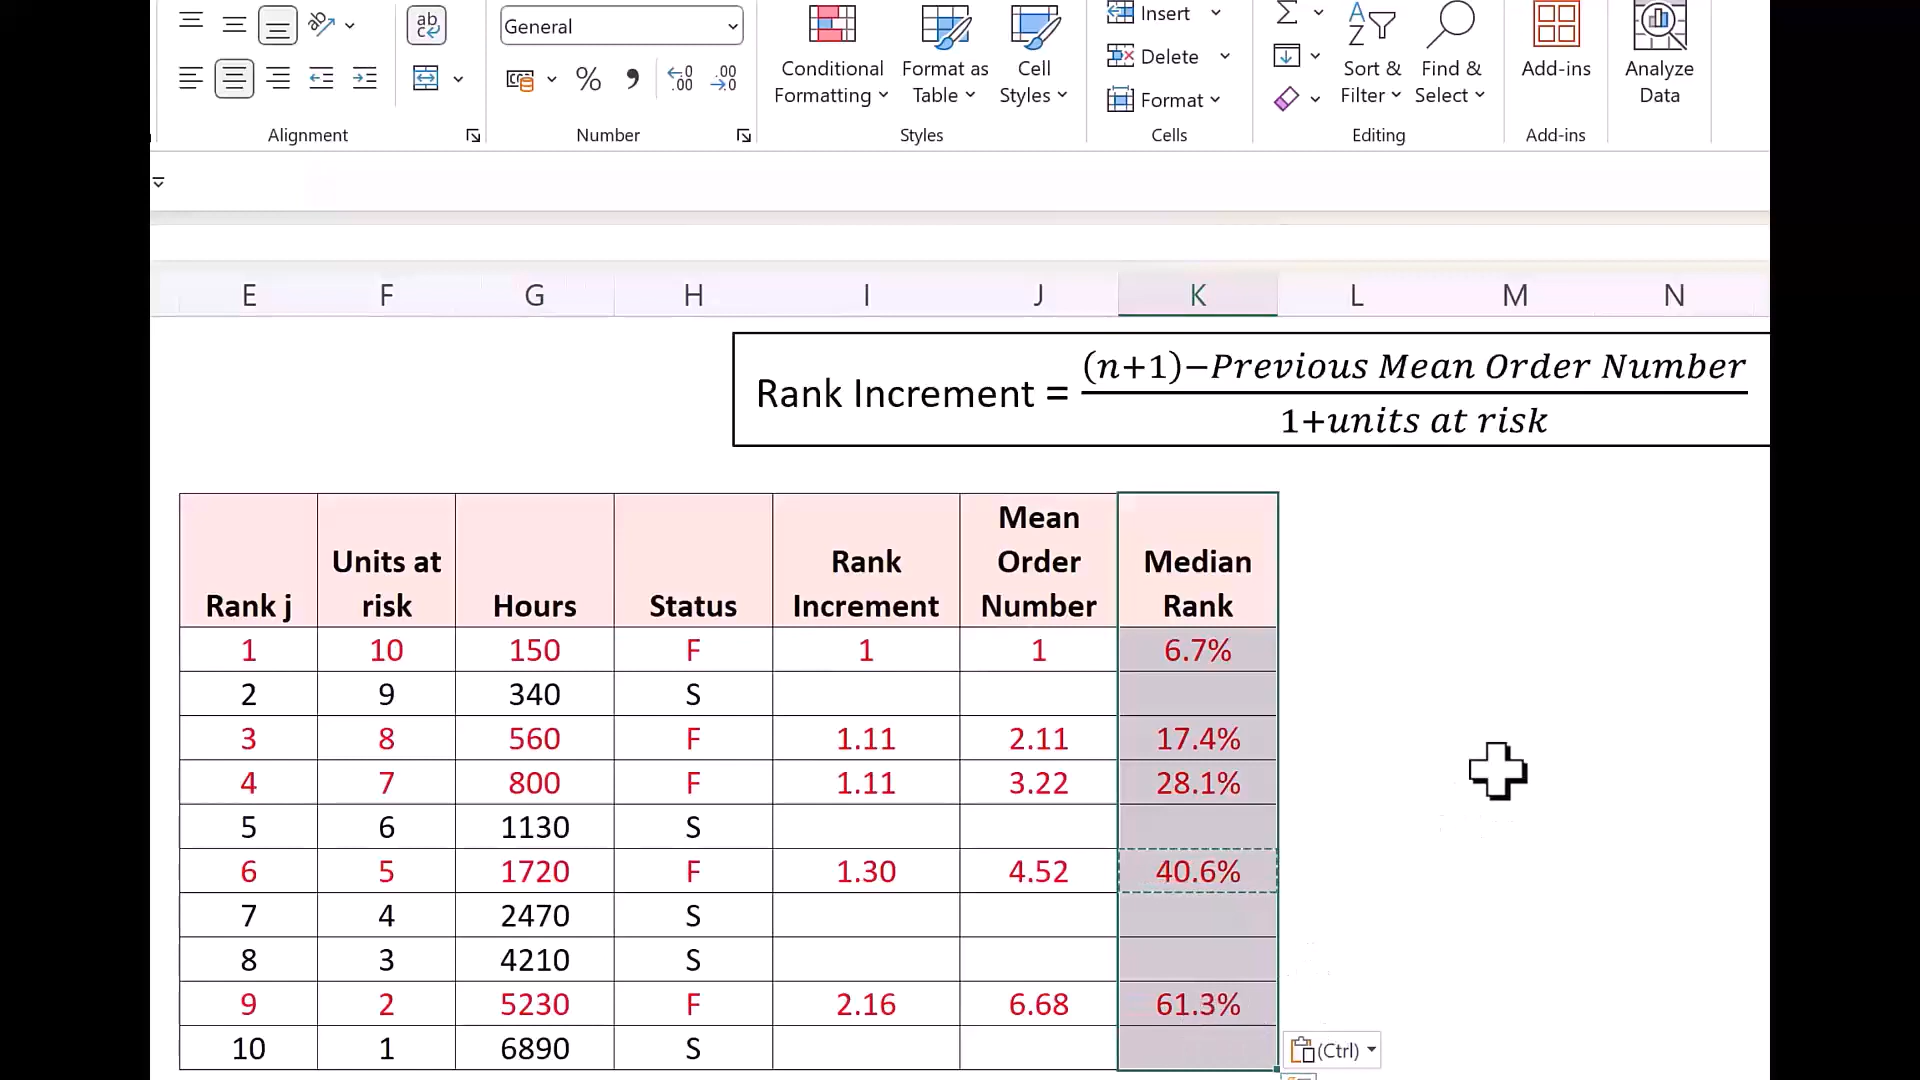 General
Conditional
Formatting
Format as
Table
Cell
Styles
Insert
Delete
Format
Sort &
Filter
Find &
Select
Add-ins
Analyze
Data
Alignment
Number
Styles
Cells
Editing
Add-ins
E F G H I J K L M N
Rank Increment = (n+1)−Previous Mean Order Number
1+units at risk
Rank j Units at risk Hours Status Rank Increment Mean Order Number Median Rank
1 10 150 F 1 1 6.7%
2 9 340 S
3 8 560 F 1.11 2.11 17.4%
4 7 800 F 1.11 3.22 28.1%
5 6 1130 S
6 5 1720 F 1.30 4.52 40.6%
7 4 2470 S
8 3 4210 S
9 2 5230 F 2.16 6.68 61.3%
10 1 6890 S
(Ctrl)